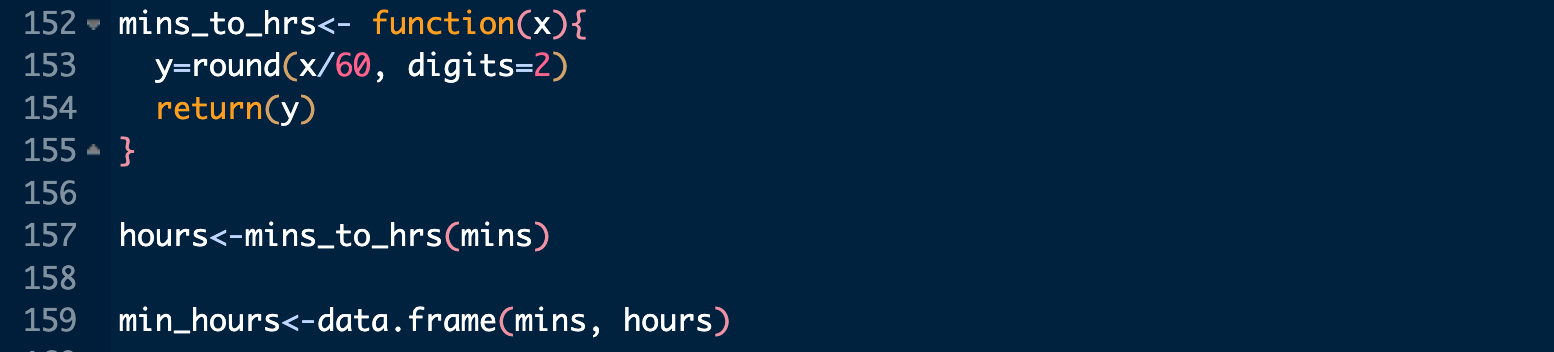 152 mins_to_hrs<- function(x){
153 y=round(x/60, digits=2)
154 return(y)
155 }
156
157 hours<-mins_to_hrs(mins)
158
159 min_hours<-data.frame(mins, hours)